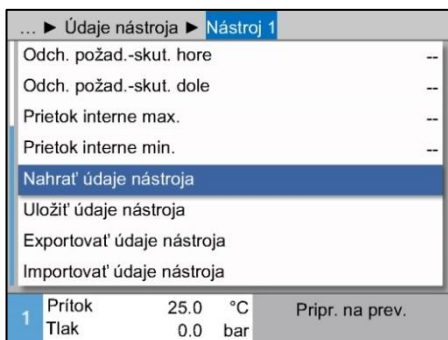 ... ► Údaje nástroja ► Nástroj 1
Odch. požad.-skut. hore --
Odch. požad.-skut. dole --
Prietok interne max. --
Prietok interne min. --
Nahrať údaje nástroja
Uložiť údaje nástroja
Exportovať údaje nástroja
Importovať údaje nástroja
1 Prítok 25.0 °C Pripr. na prev.
Tlak 0.0 bar